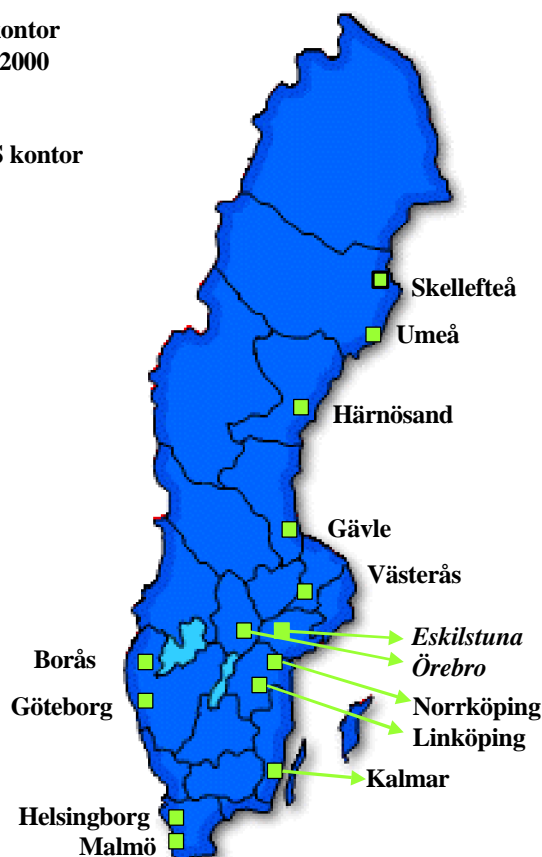 kontor
2000
kontor
Skellefteå
Umeå
Härnösand
Gävle
Västerås
Eskilstuna
Örebro
Borås
Norrköping
Göteborg
Linköping
Kalmar
Helsingborg
Malmö